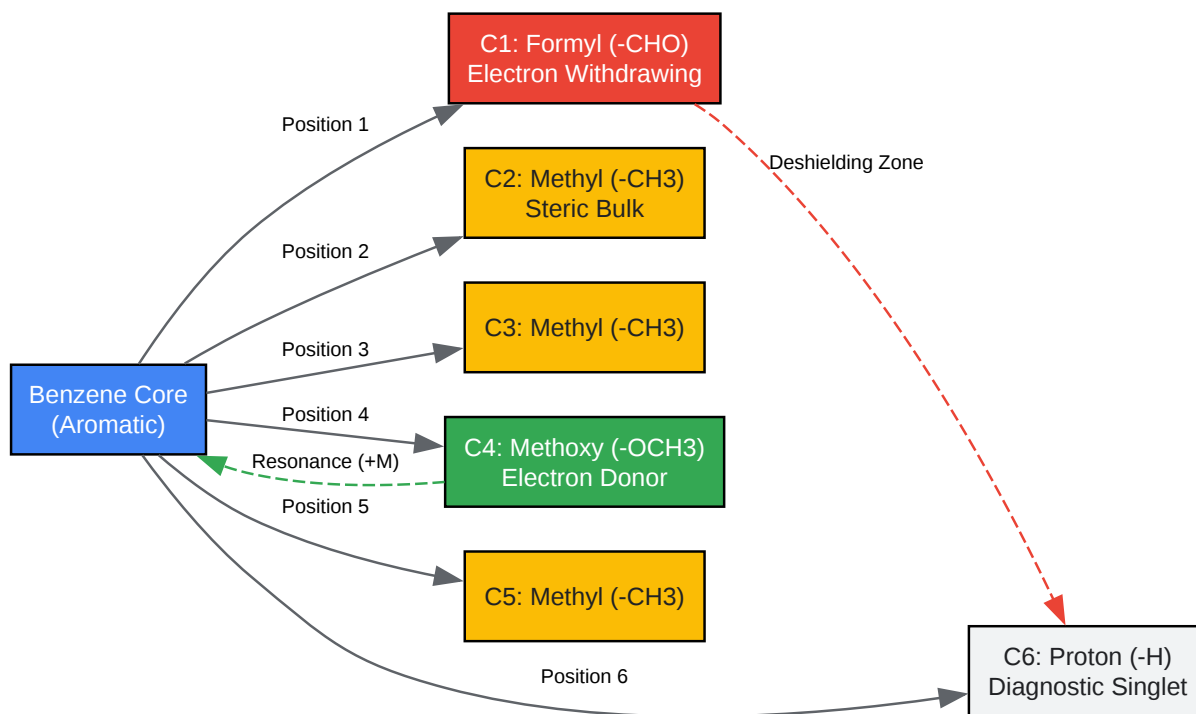 C1: Formyl (-CHO)
Electron Withdrawing
Position 1
Deshielding Zone
C2: Methyl (-CH3)
Steric Bulk
Position 2
C3: Methyl (-CH3)
Position 3
Benzene Core
(Aromatic)
Position 4
C4: Methoxy (-OCH3)
Electron Donor
Resonance (+M)
Position 5
C5: Methyl (-CH3)
Position 6
C6: Proton (-H)
Diagnostic Singlet